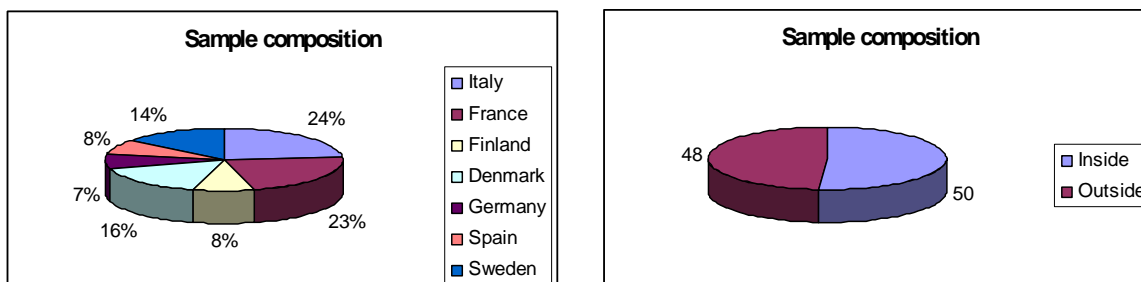 Sample composition
14%
24%
8%
7%
16%
8%
23%
Italy
France
Finland
Denmark
Germany
Spain
Sweden
Sample composition
48
50
Inside
Outside